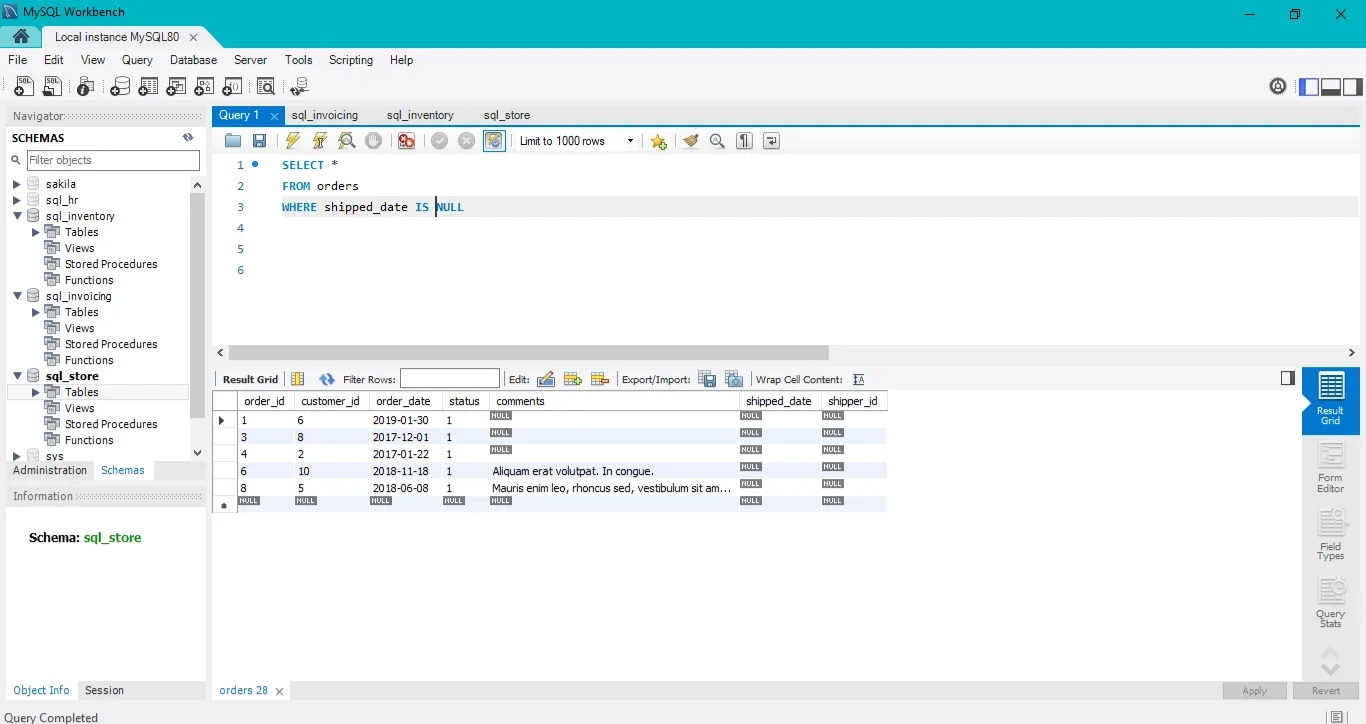 MySQL Workbench
Local instance MySQL80
File Edit View Query Database Server Tools Scripting Help
Navigator
SCHEMAS
Filter objects
sakila
sql_hr
sql_inventory
Tables
Views
Stored Procedures
Functions
sql_invoicing
Tables
Views
Stored Procedures
Functions
sql_store
Tables
Views
Stored Procedures
Functions
sys
Administration Schemas
Information
Schema: sql_store
Object Info Session
Query Completed
Query 1 sql_invoicing sql_inventory sql_store
Limit to 1000 rows
1 SELECT *
2 FROM orders
3 WHERE shipped_date IS NULL
4
5
6
Result Grid Filter Rows: Edit: Export/Import: Wrap Cell Content: IA
order_id customer_id order_date status comments shipped_date shipper_id
1 6 2019-01-30 1 NULL NULL NULL
3 8 2017-12-01 1 NULL NULL NULL
4 2 2017-01-22 1 NULL NULL NULL
6 10 2018-11-18 1 Aliquam erat volutpat. In congue. NULL NULL
8 5 2018-06-08 1 Mauris enim leo, rhoncus sed, vestibulum sit am... NULL NULL
NULL NULL NULL NULL NULL NULL NULL
Result
Grid
Form
Editor
Field
Types
Query
Stats
orders 28
Apply Revert